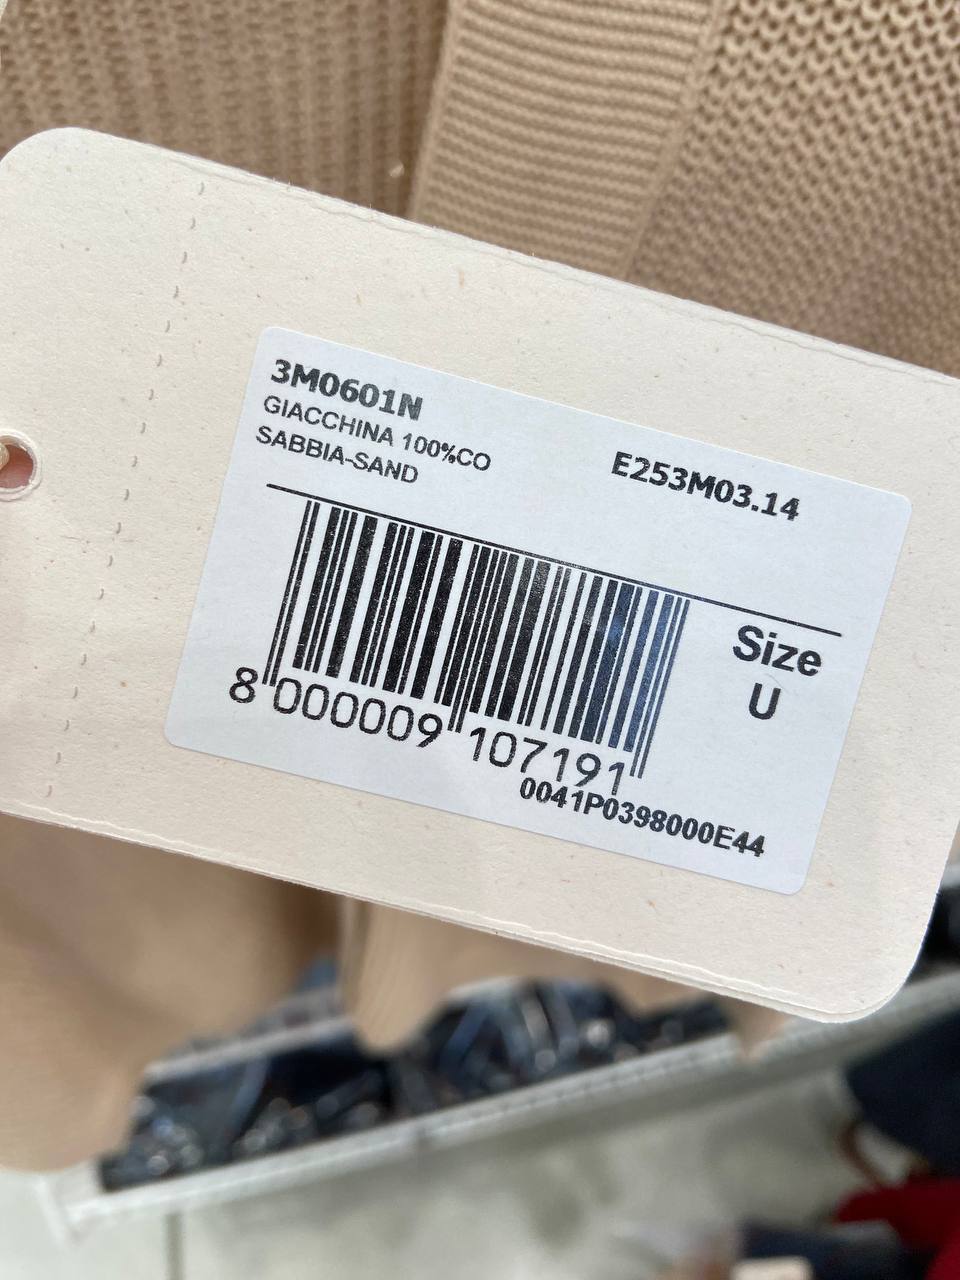 3M0601N
GIACCHINA 100%CO
SABBIA-SAND
E253M03.14
Size
U
8 000009 107191
0041P0398000E44